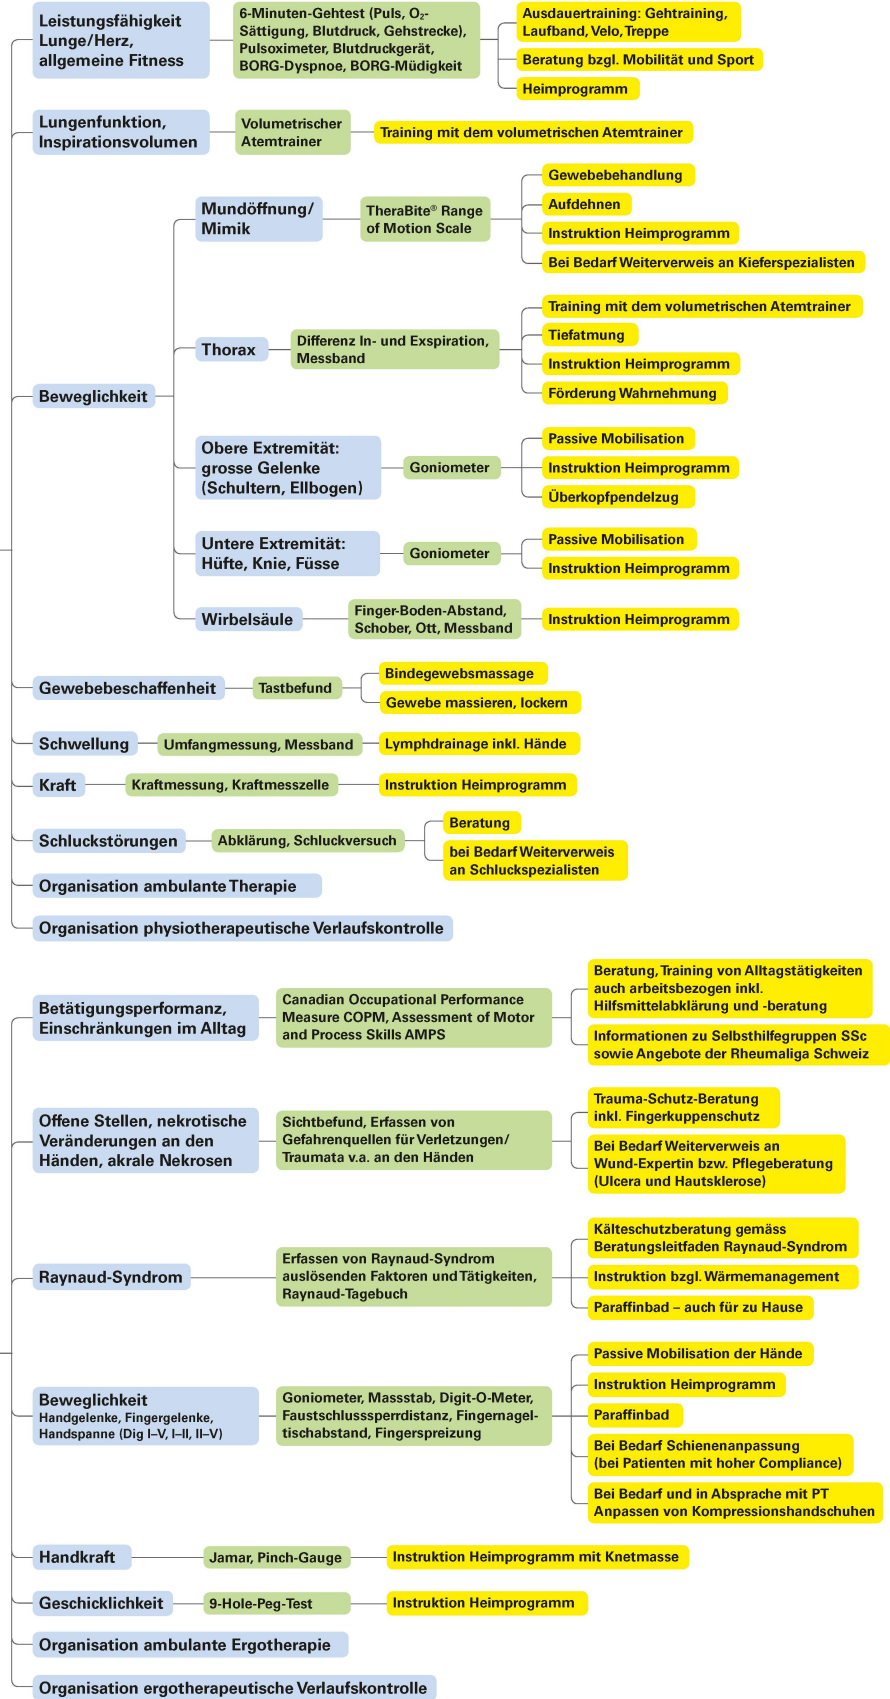 Leistungsfähigkeit
Lunge/Herz,
allgemeine Fitness
6-Minuten-Gehtest (Puls, O₂-
Sättigung, Blutdruck, Gehstrecke),
Pulsoximeter, Blutdruckgerät,
BORG-Dyspnoe, BORG-Müdigkeit
Ausdauertraining: Gehtraining,
Laufband, Velo, Treppe
Beratung bzgl. Mobilität und Sport
Heimprogramm
Lungenfunktion,
Inspirationsvolumen
Volumetrischer
Atemtrainer
Training mit dem volumetrischen Atemtrainer
Beweglichkeit
Mundöffnung/
Mimik
TheraBite® Range
of Motion Scale
Gewebebehandlung
Aufdehnen
Instruktion Heimprogramm
Bei Bedarf Weiterverweis an Kieferspezialisten
Thorax
Differenz In- und Exspiration,
Messband
Training mit dem volumetrischen Atemtrainer
Tiefatmung
Instruktion Heimprogramm
Förderung Wahrnehmung
Obere Extremität:
grosse Gelenke
(Schultern, Ellbogen)
Goniometer
Passive Mobilisation
Instruktion Heimprogramm
Überkopfpendelzug
Untere Extremität:
Hüfte, Knie, Füsse
Goniometer
Passive Mobilisation
Instruktion Heimprogramm
Wirbelsäule
Finger-Boden-Abstand,
Schober, Ott, Messband
Instruktion Heimprogramm
Gewebebeschaffenheit
Tastbefund
Bindegewebsmassage
Gewebe massieren, lockern
Schwellung
Umfangmessung, Messband
Lymphdrainage inkl. Hände
Kraft
Kraftmessung, Kraftmesszelle
Instruktion Heimprogramm
Schluckstörungen
Abklärung, Schluckversuch
Beratung
bei Bedarf Weiterverweis
an Schluckspezialisten
Organisation ambulante Therapie
Organisation physiotherapeutische Verlaufskontrolle
Betätigungsperformanz,
Einschränkungen im Alltag
Canadian Occupational Performance
Measure COPM, Assessment of Motor
and Process Skills AMPS
Beratung, Training von Alltagstätigkeiten
auch arbeitsbezogen inkl.
Hilfsmittelabklärung und -beratung
Informationen zu Selbsthilfegruppen SSc
sowie Angebote der Rheumaliga Schweiz
Offene Stellen, nekrotische
Veränderungen an den
Händen, akrale Nekrosen
Sichtbefund, Erfassen von
Gefahrenquellen für Verletzungen/
Traumata v.a. an den Händen
Trauma-Schutz-Beratung
inkl. Fingerkuppenschutz
Bei Bedarf Weiterverweis an
Wund-Expertin bzw. Pflegeberatung
(Ulcera und Hautsklerose)
Raynaud-Syndrom
Erfassen von Raynaud-Syndrom
auslösenden Faktoren und Tätigkeiten,
Raynaud-Tagebuch
Kälteschutzberatung gemäss
Beratungsleitfaden Raynaud-Syndrom
Instruktion bzgl. Wärmemanagement
Paraffinbad – auch für zu Hause
Beweglichkeit
Handgelenke, Fingergelenke,
Handspanne (Dig I–V, I–II, II–V)
Goniometer, Massstab, Digit-O-Meter,
Faustschlusssperrdistanz, Fingernagel-
tischabstand, Fingerspreizung
Passive Mobilisation der Hände
Instruktion Heimprogramm
Paraffinbad
Bei Bedarf Schienenanpassung
(bei Patienten mit hoher Compliance)
Bei Bedarf und in Absprache mit PT
Anpassen von Kompressionshandschuhen
Handkraft
Jamar, Pinch-Gauge
Instruktion Heimprogramm mit Knetmasse
Geschicklichkeit
9-Hole-Peg-Test
Instruktion Heimprogramm
Organisation ambulante Ergotherapie
Organisation ergotherapeutische Verlaufskontrolle